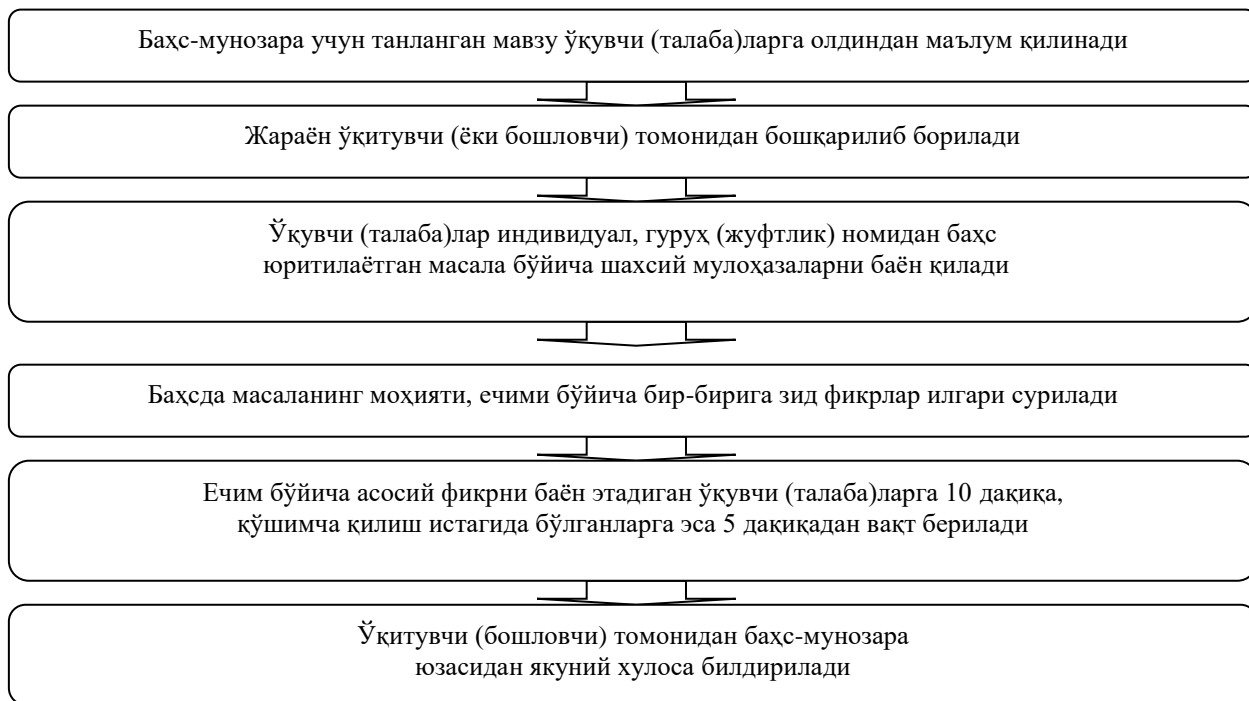 Баҳс-мунозара учун танланган мавзу ўқувчи (талаба)ларга олдиндан маълум қилинади
Жараён ўқитувчи (ёки бошловчи) томонидан бошқарилиб борилади
Ўқувчи (талаба)лар индивидуал, гуруҳ (жуфтлик) номидан баҳс
юритилаётган масала бўйича шахсий мулоҳазаларни баён қилади
Баҳсда масаланинг моҳияти, ечими бўйича бир-бирига зид фикрлар илгари сурилади
Ечим бўйича асосий фикрни баён этадиган ўқувчи (талаба)ларга 10 дақиқа,
қўшимча қилиш истагида бўлганларга эса 5 дақиқадан вақт берилади
Ўқитувчи (бошловчи) томонидан баҳс-мунозара
юзасидан якуний хулоса билдирилади